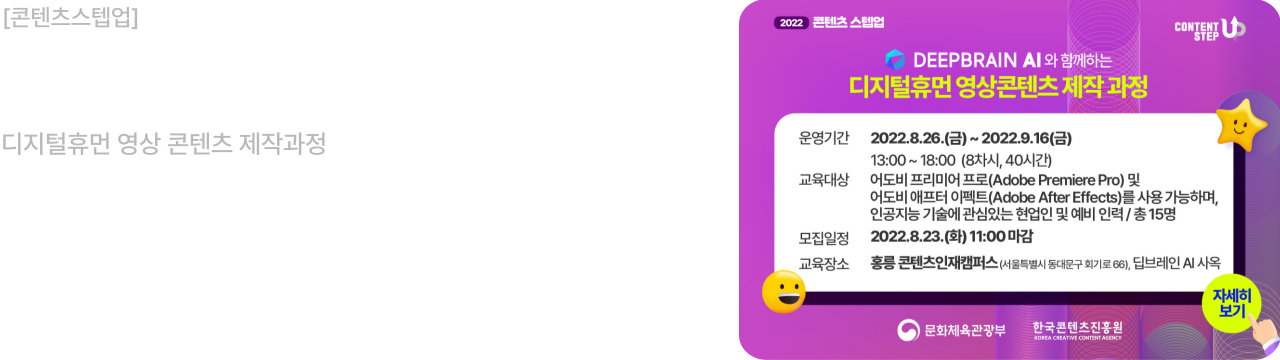 [콘텐츠스텝업]
디지털휴먼 영상 콘텐츠 제작과정
2022 콘텐츠 스텝업
CONTENT STEP UP
DEEPBRAIN AI 와 함께하는
디지털휴먼 영상콘텐츠 제작 과정
운영기간 2022.8.26.(금) ~ 2022.9.16(금)
13:00 ~ 18:00 (8차시, 40시간)
교육대상 어도비 프리미어 프로(Adobe Premiere Pro) 및
어도비 애프터 이펙트(Adobe After Effects)를 사용 가능하며,
인공지능 기술에 관심있는 현업인 및 예비 인력 / 총 15명
모집일정 2022.8.23.(화) 11:00 마감
교육장소 홍릉 콘텐츠인재캠퍼스 (서울특별시 동대문구 회기로 66), 딥브레인 AI 사옥
자세히
보기
문화체육관광부 한국콘텐츠진흥원
KOREA CREATIVE CONTENT AGENCY